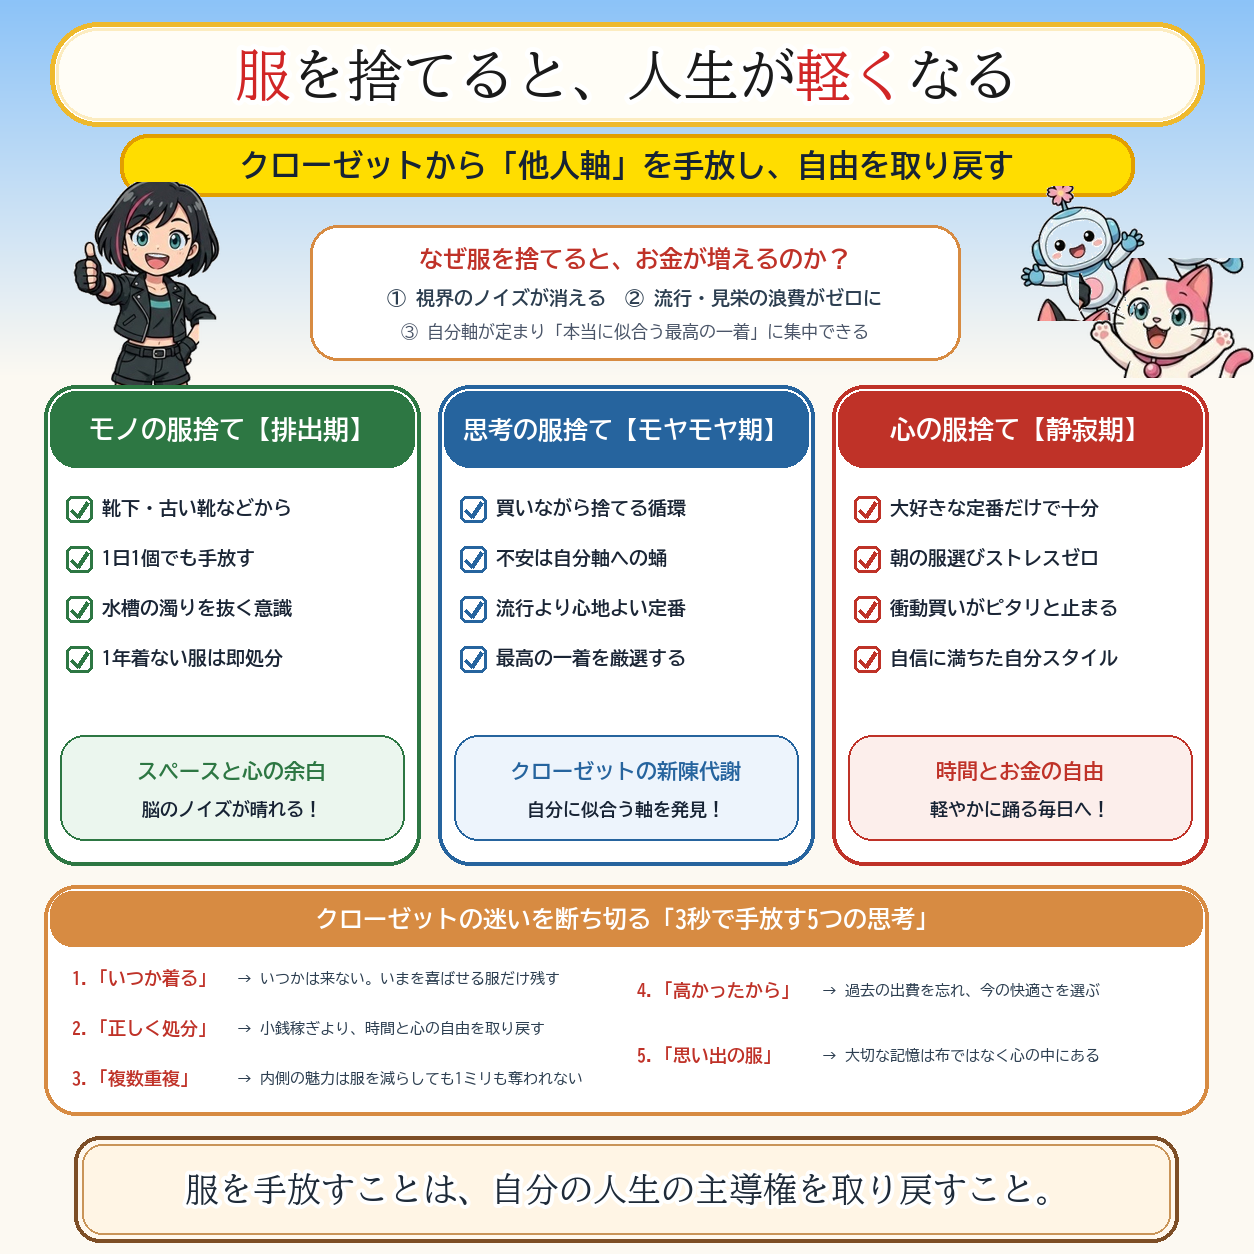 服を捨てると、人生が軽くなる
クローゼットから「他人軸」を手放し、自由を取り戻す
なぜ服を捨てると、お金が増えるのか？
① 視界のノイズが消える ② 流行・見栄の浪費がゼロに
③ 自分軸が定まり「本当に似合う最高の一着」に集中できる
モノの服捨て【排出期】
靴下・古い靴などから
1日1個でも手放す
水槽の濁りを抜く意識
1年着ない服は即処分
スペースと心の余白
脳のノイズが晴れる！
思考の服捨て【モヤモヤ期】
買いながら捨てる循環
不安は自分軸への蛹
流行より心地よい定番
最高の一着を厳選する
クローゼットの新陳代謝
自分に似合う軸を発見！
心の服捨て【静寂期】
大好きな定番だけで十分
朝の服選びストレスゼロ
衝動買いがピタリと止まる
自信に満ちた自分スタイル
時間とお金の自由
軽やかに踊る毎日へ！
クローゼットの迷いを断ち切る「3秒で手放す5つの思考」
1.「いつか着る」 → いつかは来ない。いまを喜ばせる服だけ残す
2.「正しく処分」 → 小銭稼ぎより、時間と心の自由を取り戻す
3.「複数重複」 → 内側の魅力は服を減らしても1ミリも奪われない
4.「高かったから」 → 過去の出費を忘れ、今の快適さを選ぶ
5.「思い出の服」 → 大切な記憶は布ではなく心の中にある
服を手放すことは、自分の人生の主導権を取り戻すこと。